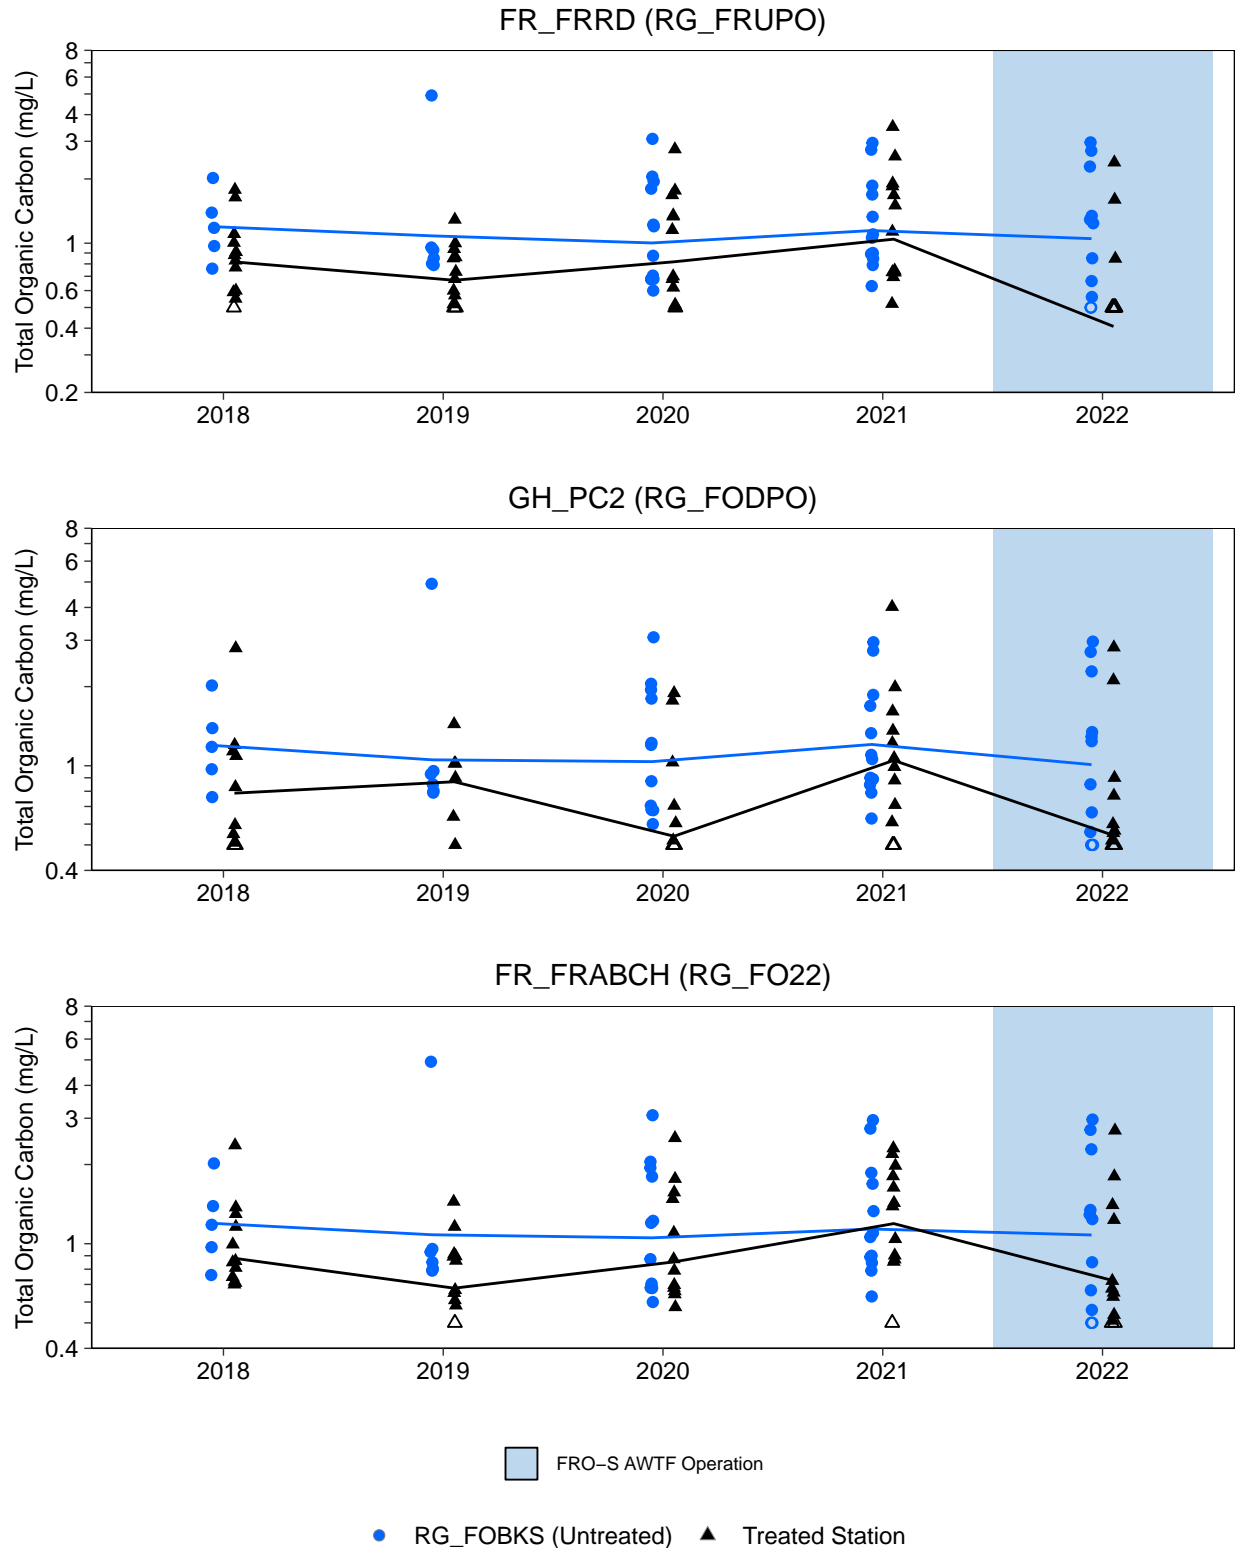 FR_FRRD (RG_FRUPO)
Total Organic Carbon (mg/L)
8
6
4
3
1
0.6
0.4
0.2
2018 2019 2020 2021 2022
GH_PC2 (RG_FODPO)
Total Organic Carbon (mg/L)
8
6
4
3
1
0.4
2018 2019 2020 2021 2022
FR_FRABCH (RG_FO22)
Total Organic Carbon (mg/L)
8
6
4
3
1
0.4
2018 2019 2020 2021 2022
FRO−S AWTF Operation
RG_FOBKS (Untreated) Treated Station